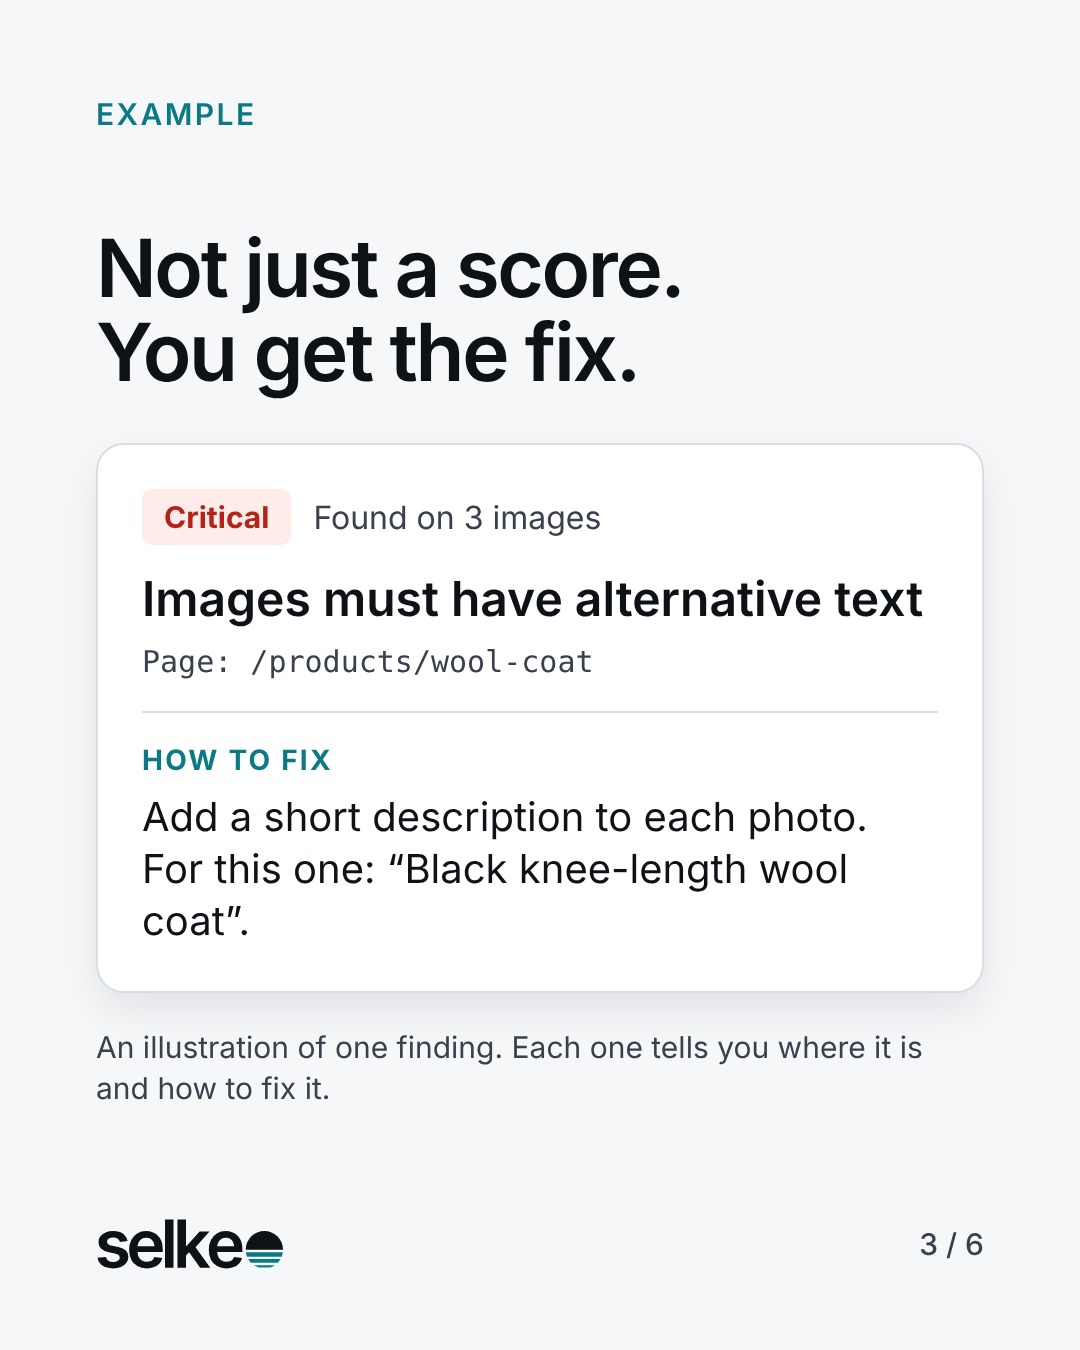 EXAMPLE
Not just a score.
You get the fix.
Critical
Found on 3 images
Images must have alternative text
Page: /products/wool-coat
HOW TO FIX
Add a short description to each photo.
For this one: “Black knee-length wool
coat”.
An illustration of one finding. Each one tells you where it is
and how to fix it.
selkeo
3 / 6